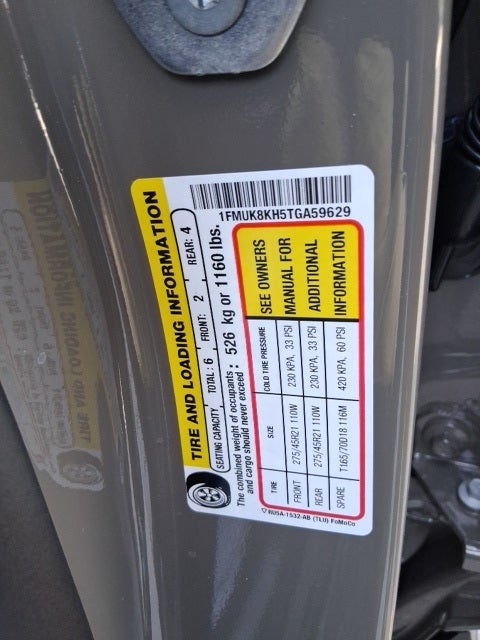 1FMUK8KH5TGA59629
TIRE AND LOADING INFORMATION
SEATING CAPACITY TOTAL: 6 FRONT: 2 REAR: 4
The combined weight of occupants
and cargo should never exceed : 526 kg or 1160 lbs.
TIRE SIZE COLD TIRE PRESSURE
FRONT 275/45R21 110W 230 KPA, 33 PSI
REAR 275/45R21 110W 230 KPA, 33 PSI
SPARE T165/70D18 116M 420 KPA, 60 PSI
SEE OWNERS
MANUAL FOR
ADDITIONAL
INFORMATION
RU5A-1532-AB (TLU) FoMoCo